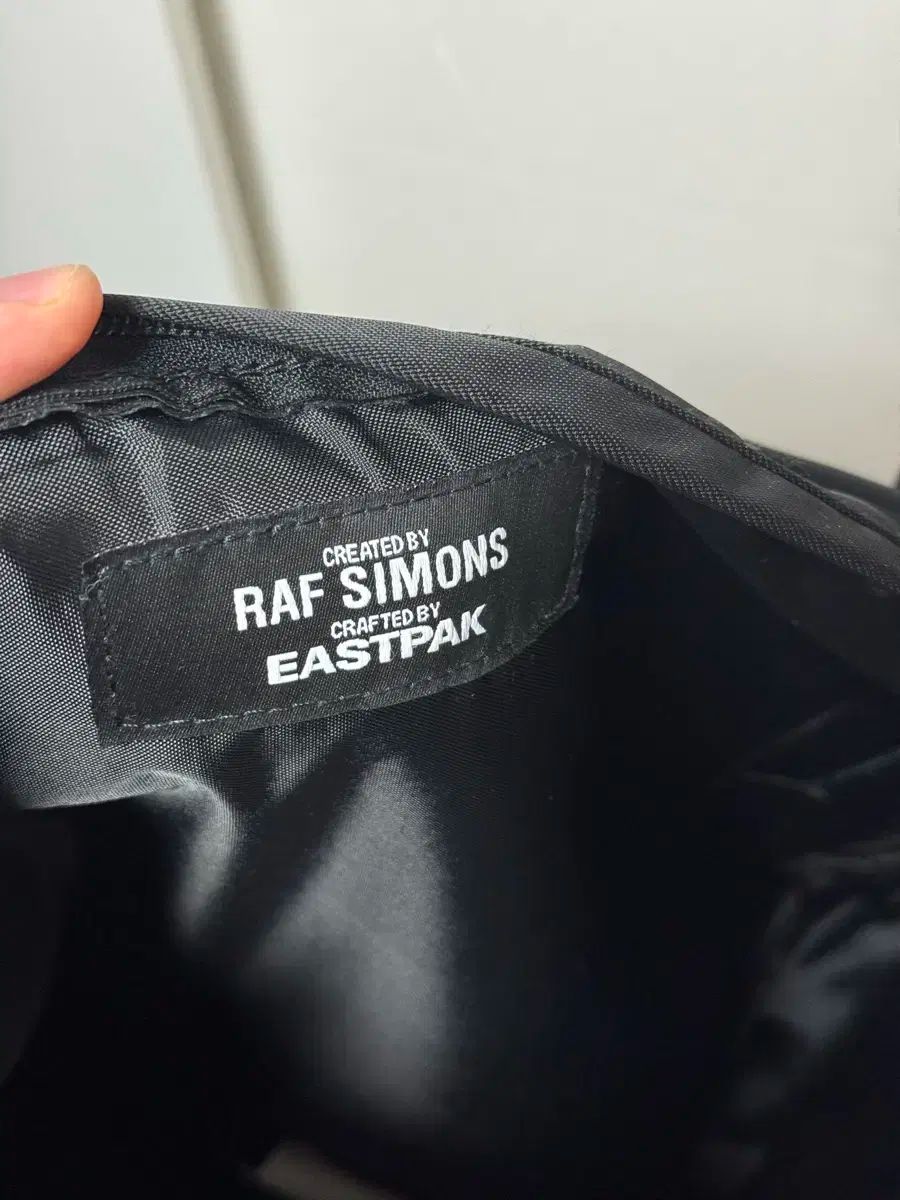 CREATED BY
RAF SIMONS
CRAFTED BY
EASTPAK